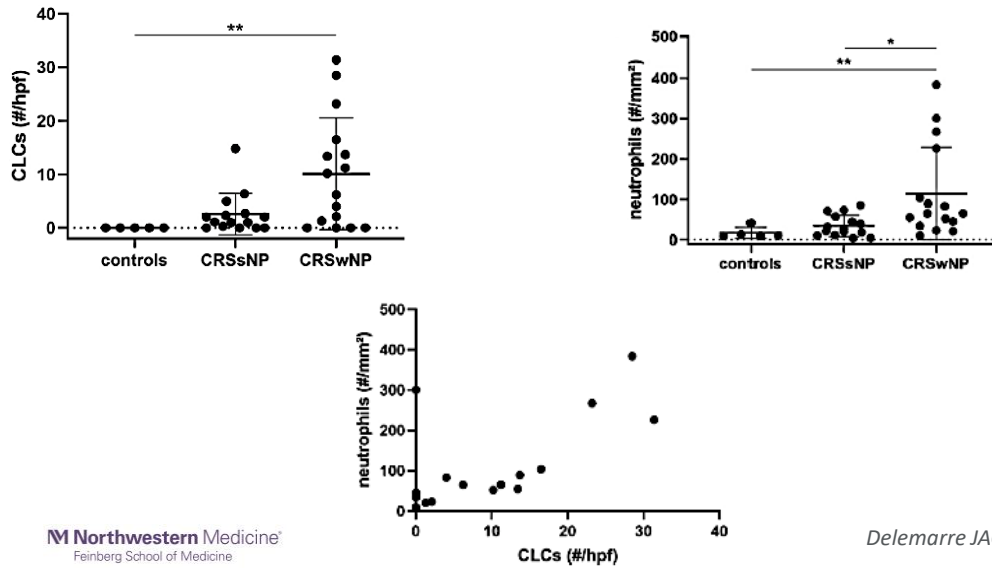 CLCs (#/hpf)
40
30
20
10
0
**
controls CRSsNP CRSwNP
neutrophils (#/mm²)
500
400
300
200
100
0
*
**
controls CRSsNP CRSwNP
neutrophils (#/mm²)
500
400
300
200
100
0
0 10 20 30 40
CLCs (#/hpf)
Northwestern Medicine®
Feinberg School of Medicine
Delemarre